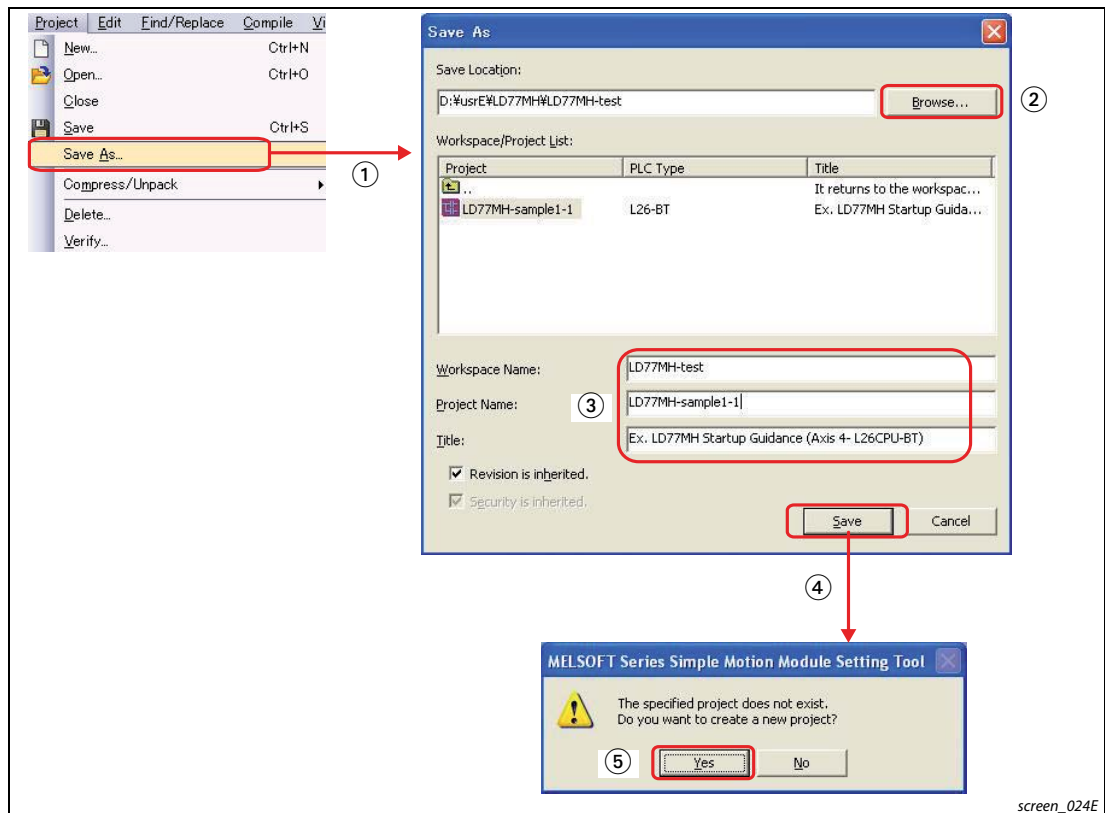 Project Edit Find/Replace Compile Vi
New... Ctrl+N
Open... Ctrl+O
Close
Save Ctrl+S
Save As...
Compress/Unpack
Delete...
Verify...
①
Save As
Save Location:
D:¥usrE¥LD77MH¥LD77MH-test
Browse...
②
Workspace/Project List:
Project PLC Type Title
.. It returns to the workspac...
LD77MH-sample1-1 L26-BT Ex. LD77MH Startup Guida...
Workspace Name: LD77MH-test
Project Name: ③ LD77MH-sample1-1
Title: Ex. LD77MH Startup Guidance (Axis 4- L26CPU-BT)
Revision is inherited.
Security is inherited.
Save Cancel
④
MELSOFT Series Simple Motion Module Setting Tool
The specified project does not exist.
Do you want to create a new project?
⑤ Yes No
screen_024E